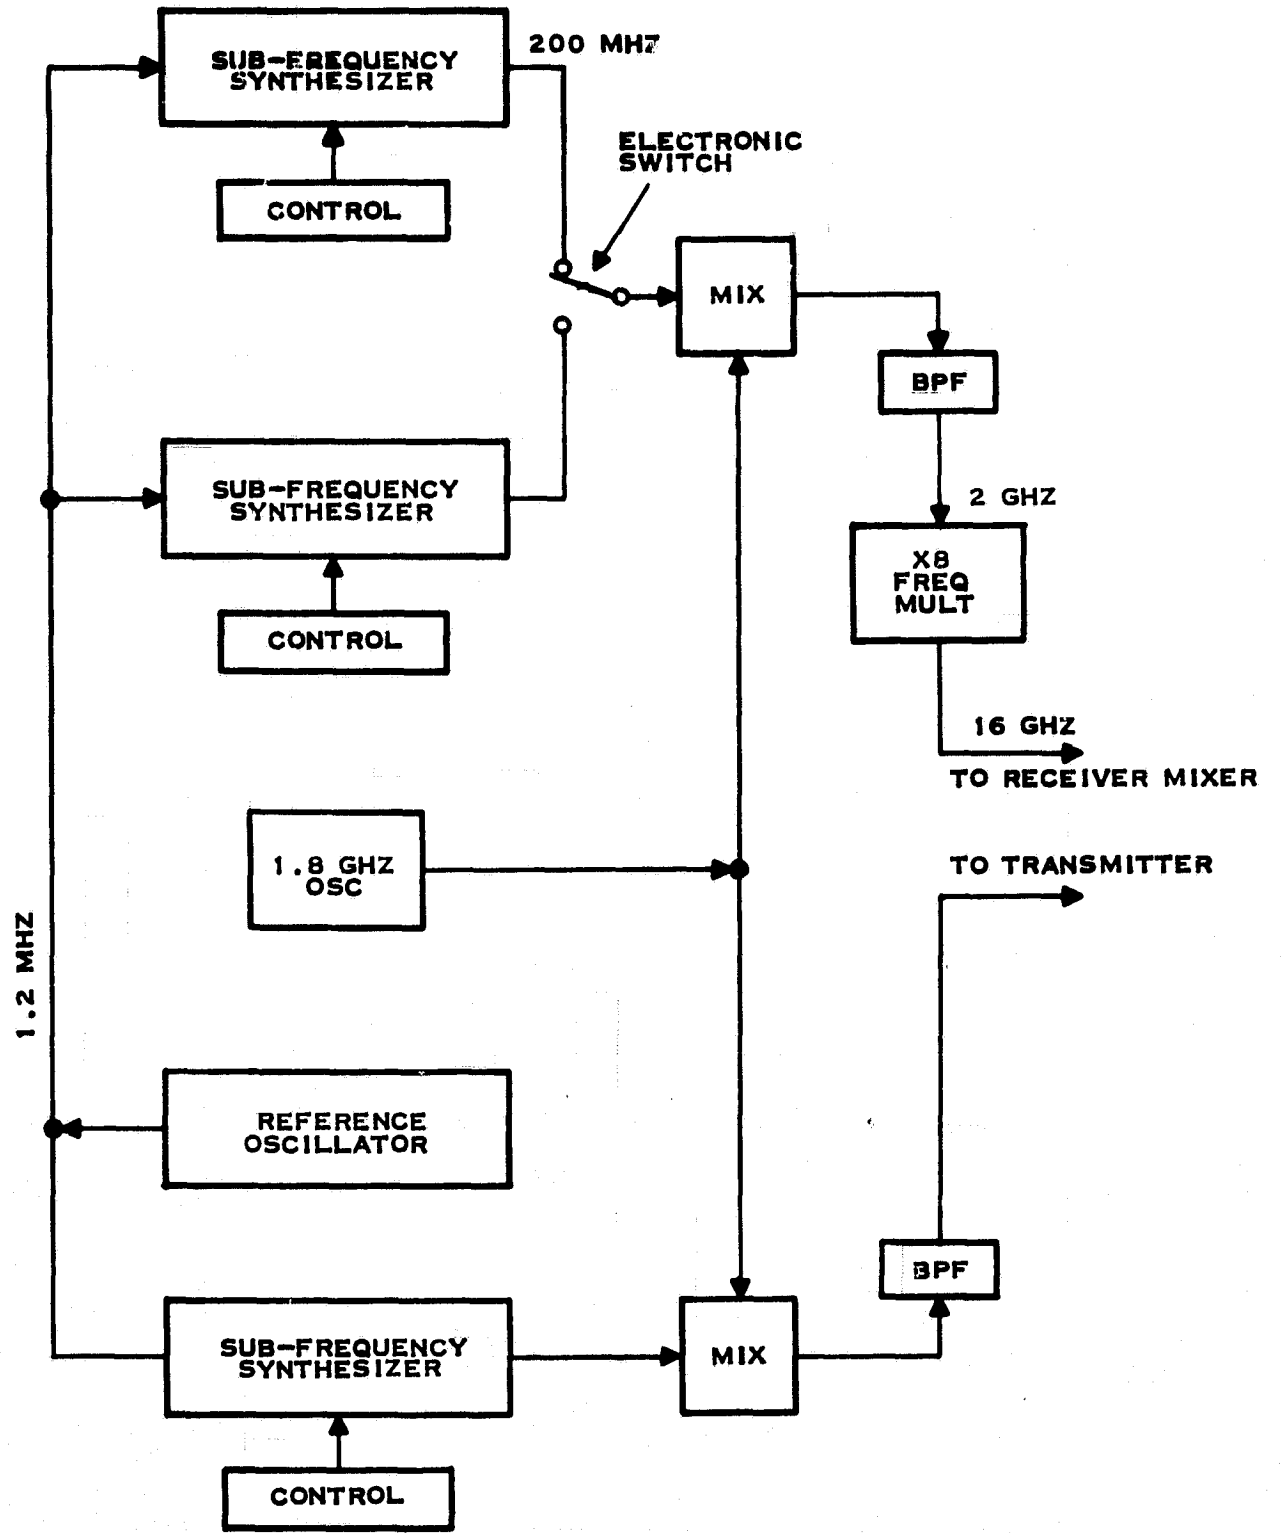 200 MHZ
SUB-FREQUENCY
SYNTHESIZER
ELECTRONIC
SWITCH
CONTROL
MIX
BPF
SUB-FREQUENCY
SYNTHESIZER
2 GHZ
X8
FREQ
MULT
CONTROL
16 GHZ
TO RECEIVER MIXER
1.8 GHZ
OSC
TO TRANSMITTER
1.2 MHZ
REFERENCE
OSCILLATOR
BPF
SUB-FREQUENCY
SYNTHESIZER
MIX
CONTROL